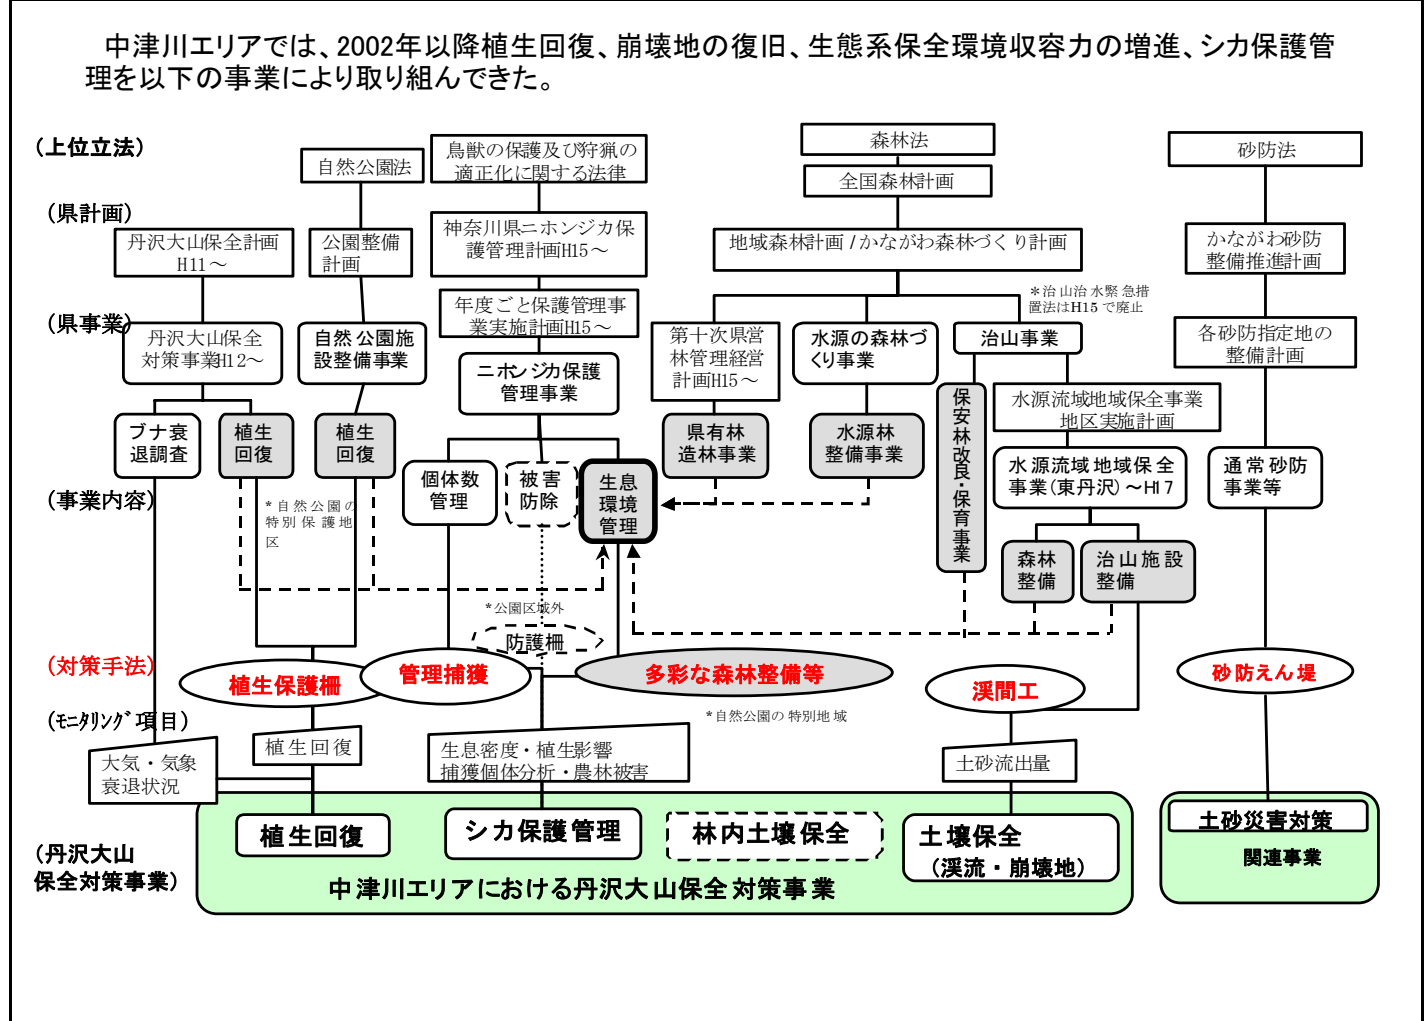 中津川エリアでは、2002年以降植生回復、崩壊地の復旧、生態系保全環境収容力の増進、シカ保護管
理を以下の事業により取り組んできた。
(上位立法)
自然公園法
鳥獣の保護及び狩猟の
適正化に関する法律
森林法
全国森林計画
砂防法
(県計画)
丹沢大山保全計画
H11～
公園整備
計画
神奈川県ニホンジカ保
護管理計画H15～
地域森林計画/かながわ森林づくり計画
かながわ砂防
整備推進計画
(県事業)
丹沢大山保全
対策事業H12～
自然公園施
設整備事業
年度ごと保護管理事
業実施計画H15～
ニホンジカ保護
管理事業
第十次県営
林管理経営
計画H15～
水源の森林づ
くり事業
*治山治水緊急措
置法はH15で廃止
治山事業
各砂防指定地の
整備計画
ブナ衰
退調査
植生
回復
植生
回復
県有林
造林事業
水源林
整備事業
保安林改良・保育事業
水源流域地域保全事業
地区実施計画
(事業内容)
個体数
管理
被害
防除
生息
環境
管理
水源流域地域保全
事業(東丹沢)～H17
通常砂防
事業等
*自然公園の
特別保護地
区
森林
整備
治山施設
整備
*公園区域外
防護柵
(対策手法)
植生保護柵
管理捕獲
多彩な森林整備等
渓間工
砂防えん堤
*自然公園の特別地域
(モニタリング項目)
大気・気象
衰退状況
植生回復
生息密度・植生影響
捕獲個体分析・農林被害
土砂流出量
(丹沢大山
保全対策事業)
植生回復
シカ保護管理
林内土壌保全
土壌保全
(渓流・崩壊地)
土砂災害対策
関連事業
中津川エリアにおける丹沢大山保全対策事業